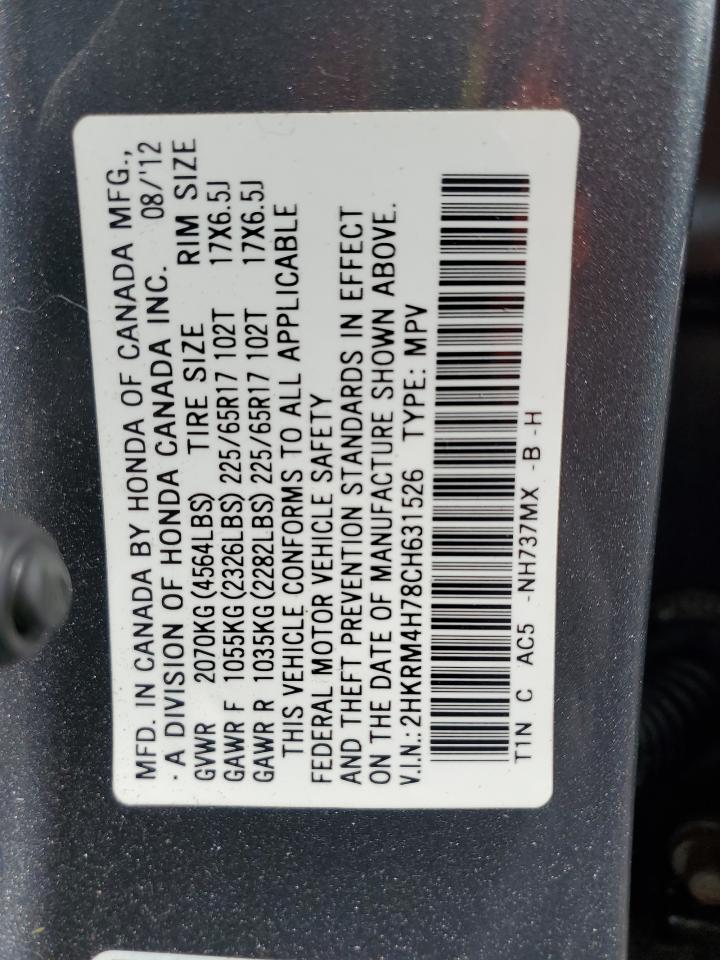 MFD. IN CANADA BY HONDA OF CANADA MFG.,
· A DIVISION OF HONDA CANADA INC. 08/'12
GVWR 2070KG(4564LBS) TIRE SIZE RIM SIZE
GAWR F 1055KG(2326LBS) 225/65R17 102T 17X6.5J
GAWR R 1035KG(2282LBS) 225/65R17 102T 17X6.5J
THIS VEHICLE CONFORMS TO ALL APPLICABLE
FEDERAL MOTOR VEHICLE SAFETY
AND THEFT PREVENTION STANDARDS IN EFFECT
ON THE DATE OF MANUFACTURE SHOWN ABOVE.
V.I.N.: 2HKRM4H78CH631526 TYPE: MPV
T1N C AC5 -NH737MX -B -H